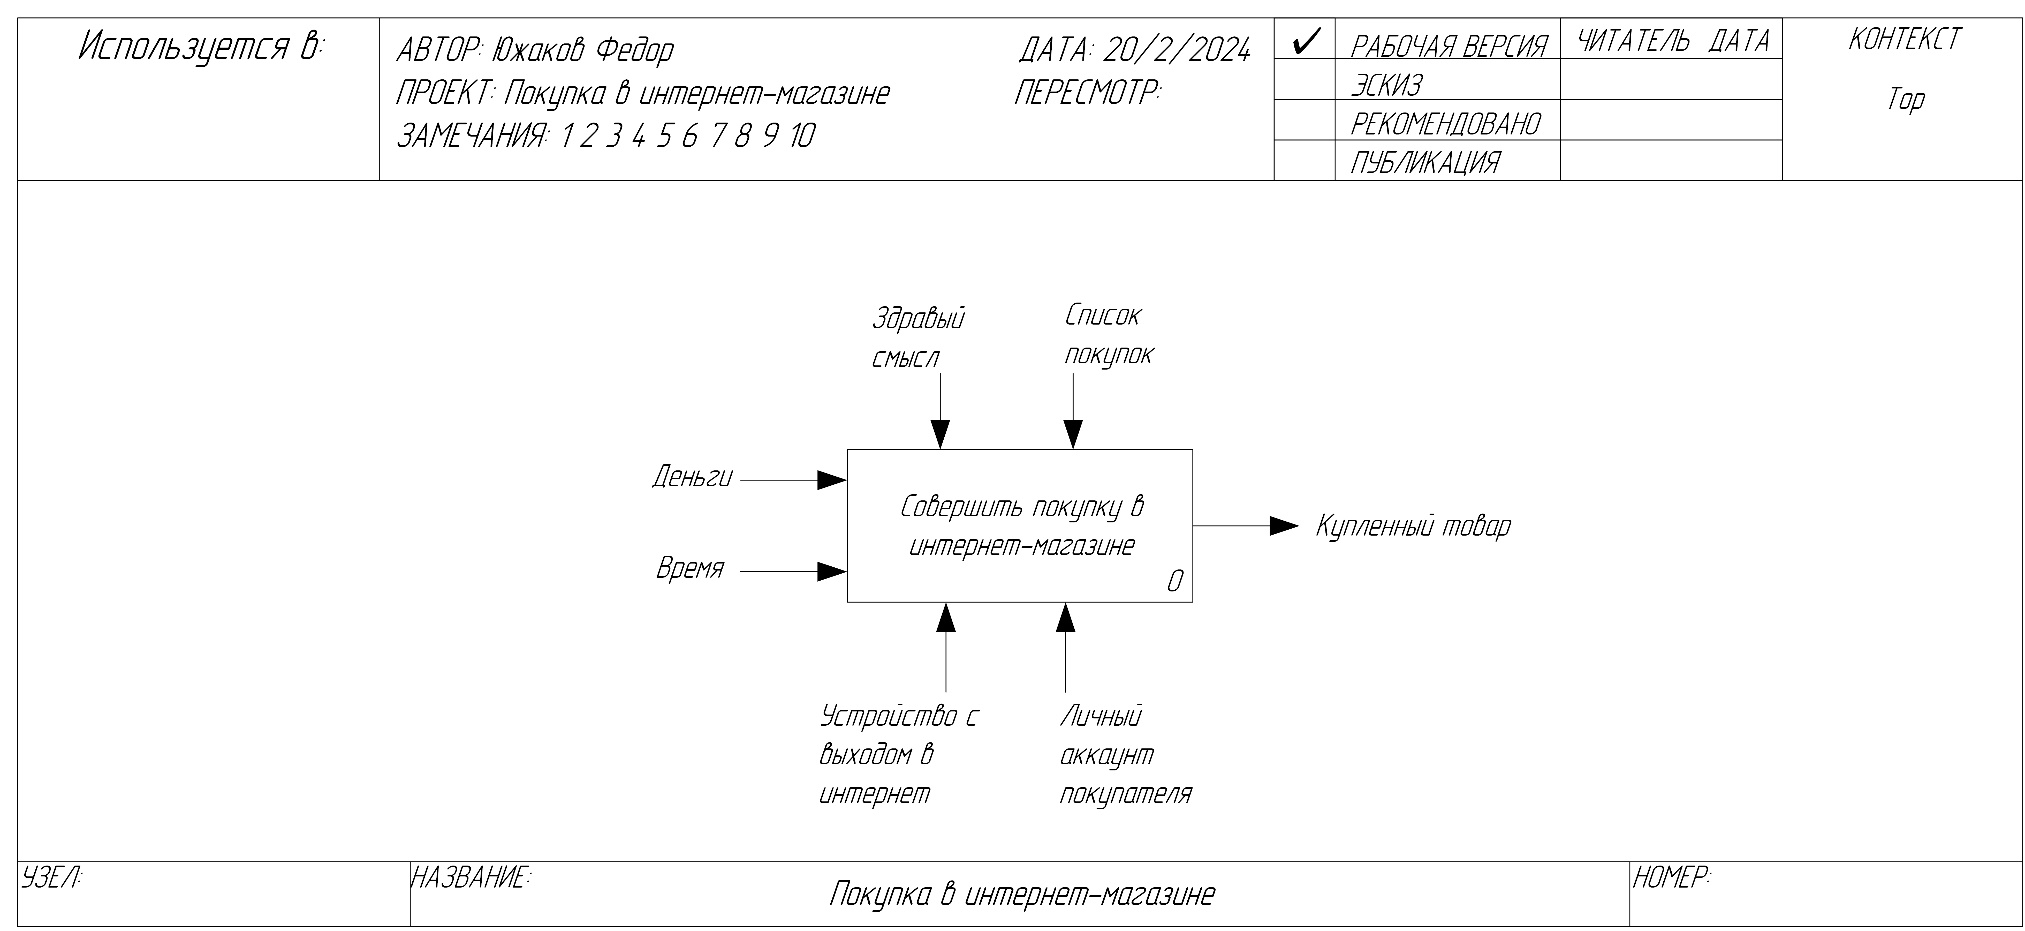 Используется в:
АВТОР: Южаков Федор
ДАТА: 20/2/2024
ПРОЕКТ: Покупка в интернет-магазине
ПЕРЕСМОТР:
ЗАМЕЧАНИЯ: 1 2 3 4 5 6 7 8 9 10
✓ РАБОЧАЯ ВЕРСИЯ
ЭСКИЗ
РЕКОМЕНДОВАНО
ПУБЛИКАЦИЯ
ЧИТАТЕЛЬ ДАТА
КОНТЕКСТ
Top
Здравый
смысл
Список
покупок
Деньги
Время
Совершить покупку в
интернет-магазине
0
Купленный товар
Устройство с
выходом в
интернет
Личный
аккаунт
покупателя
УЗЕЛ:
НАЗВАНИЕ:
Покупка в интернет-магазине
НОМЕР: